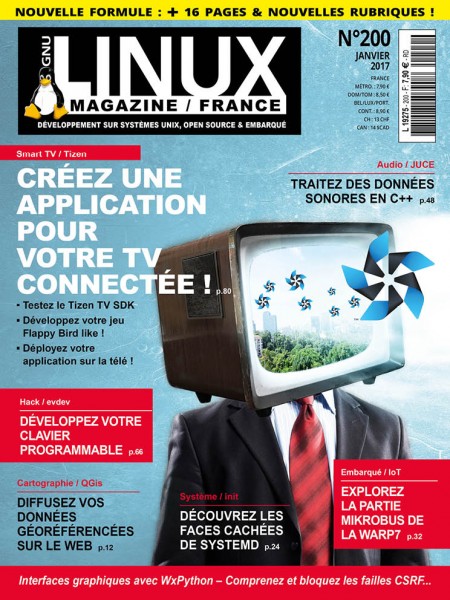 NOUVELLE FORMULE : + 16 PAGES & NOUVELLES RUBRIQUES !
GNU
LINUX
MAGAZINE / FRANCE
DÉVELOPPEMENT SUR SYSTÈMES UNIX, OPEN SOURCE & EMBARQUÉ
N°200
JANVIER
2017
FRANCE
MÉTRO. : 7,90 €
DOM/TOM : 8,50 €
BEL/LUX/PORT.
CONT. : 8,90 €
CH : 13 CHF
CAN : 14 $CAD
L 19275 - 200 - F: 7,90 € - RD
Smart TV / Tizen
CRÉEZ UNE
APPLICATION
POUR
VOTRE TV
CONNECTÉE ! p.80
▪ Testez le Tizen TV SDK
▪ Développez votre jeu
Flappy Bird like !
▪ Déployez votre
application sur la télé !
Audio / JUCE
TRAITEZ DES DONNÉES
SONORES EN C++ p.48
Hack / evdev
DÉVELOPPEZ VOTRE
CLAVIER
PROGRAMMABLE p.66
Cartographie / QGis
DIFFUSEZ VOS
DONNÉES
GÉORÉFÉRENCÉES
SUR LE WEB p.12
Système / init
DÉCOUVREZ LES
FACES CACHÉES
DE SYSTEMD p.24
Embarqué / IoT
EXPLOREZ
LA PARTIE
MIKROBUS DE
LA WARP7 p.32
Interfaces graphiques avec WxPython – Comprenez et bloquez les failles CSRF...